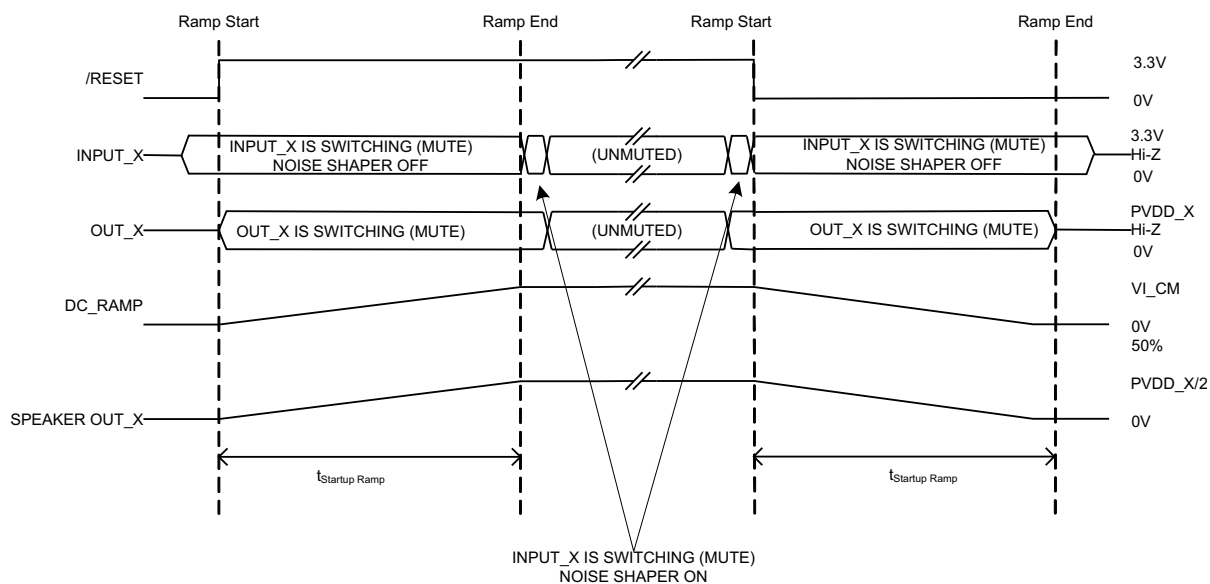 Ramp Start
Ramp End
Ramp Start
Ramp End
/RESET
3.3V
0V
INPUT_X
INPUT_X IS SWITCHING (MUTE)
NOISE SHAPER OFF
(UNMUTED)
INPUT_X IS SWITCHING (MUTE)
NOISE SHAPER OFF
3.3V
Hi-Z
0V
OUT_X
OUT_X IS SWITCHING (MUTE)
(UNMUTED)
OUT_X IS SWITCHING (MUTE)
PVDD_X
Hi-Z
0V
DC_RAMP
VI_CM
0V
50%
SPEAKER OUT_X
PVDD_X/2
0V
tStartup Ramp
tStartup Ramp
INPUT_X IS SWITCHING (MUTE)
NOISE SHAPER ON